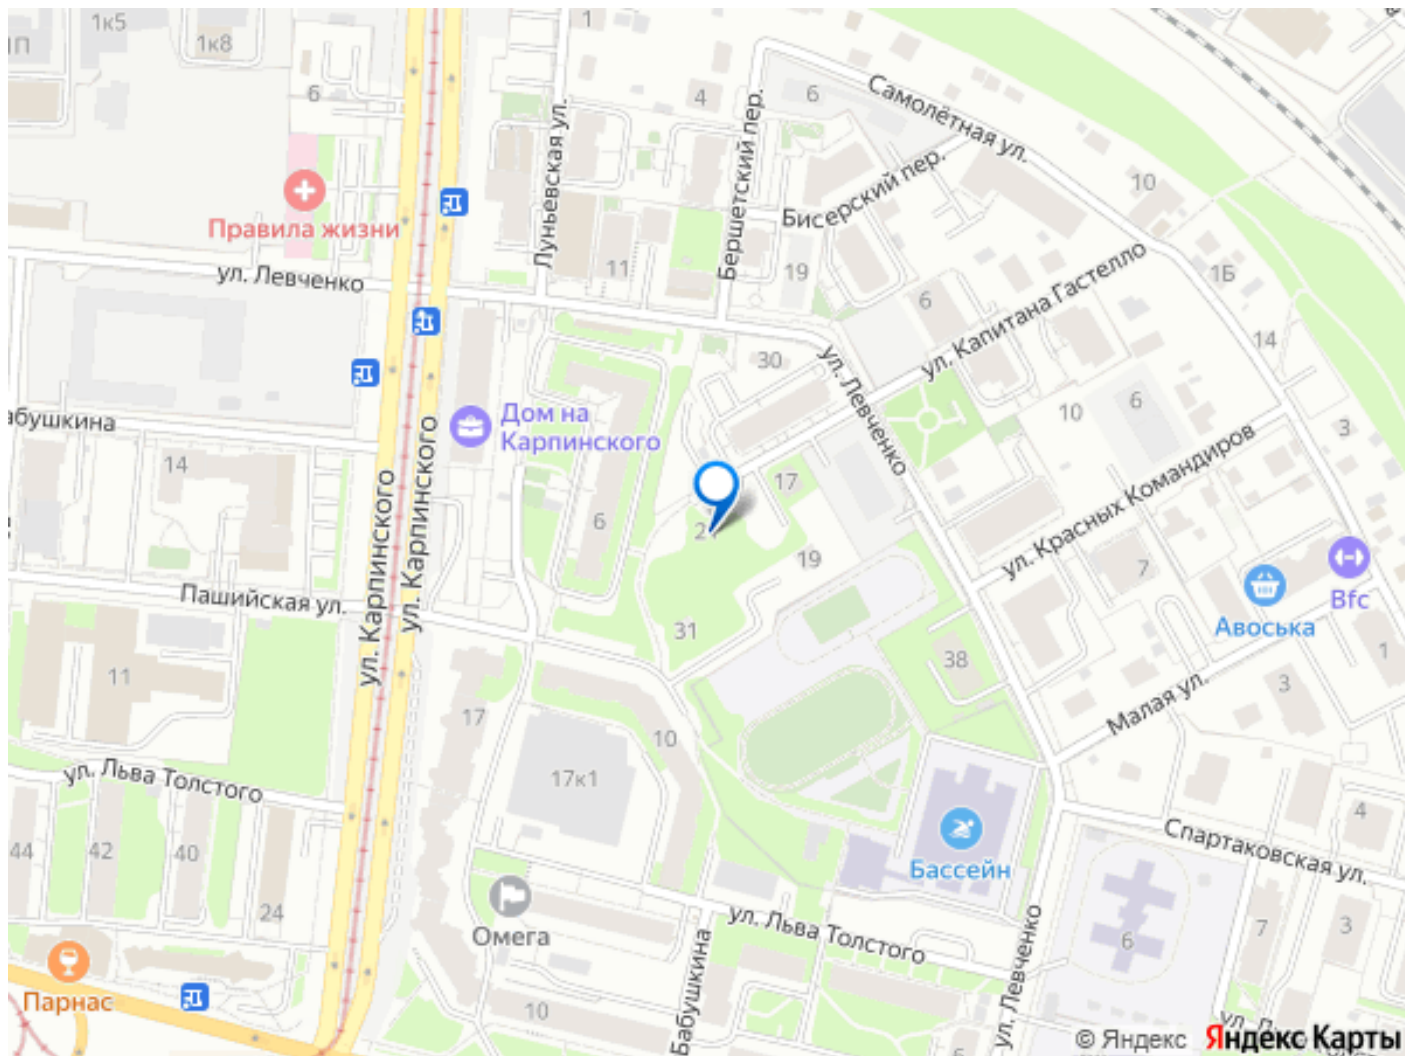 1к5
1к8
1
6
4
6
Самолётная ул.
Луньевская ул.
Бершетский пер.
Бисерский пер.
10
Правила жизни
ул. Левченко
11
19
1Б
6
ул. Капитана Гастелло
14
30
ул. Левченко
Дом на
Карпинского
10
6
3
14
ул. Карпинского
ул. Карпинского
17
6
19
ул. Красных Командиров
7
Bfc
Авоська
Пашийская ул.
31
38
1
11
3
Малая ул.
17
10
17к1
ул. Льва Толстого
4
44
42
40
24
Бассейн
Спартаковская ул.
Омега
ул. Льва Толстого
ул. Левченко
6
7
3
Парнас
10
Бабушкина
6
© Яндекс Яндекс Карты